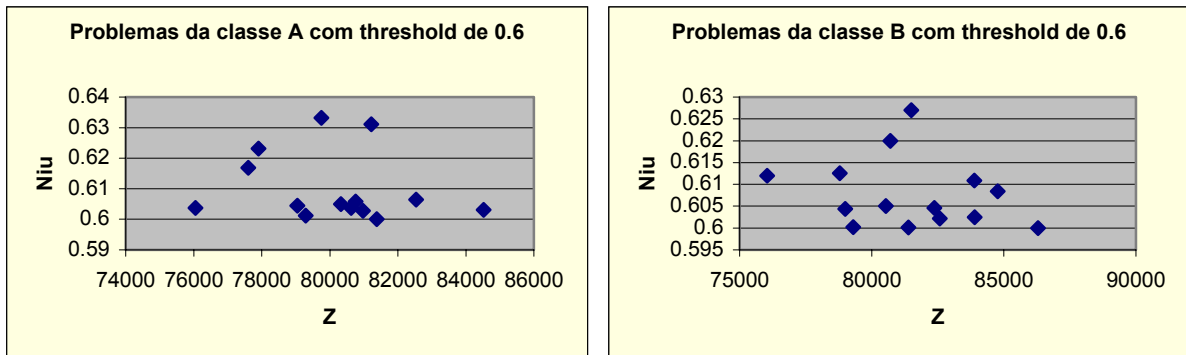 Problemas da classe A com threshold de 0.6
0.64
0.63
0.62
0.61
0.6
0.59
Niu
74000 76000 78000 80000 82000 84000 86000
Z
Problemas da classe B com threshold de 0.6
0.63
0.625
0.62
0.615
0.61
0.605
0.6
0.595
Niu
75000 80000 85000 90000
Z